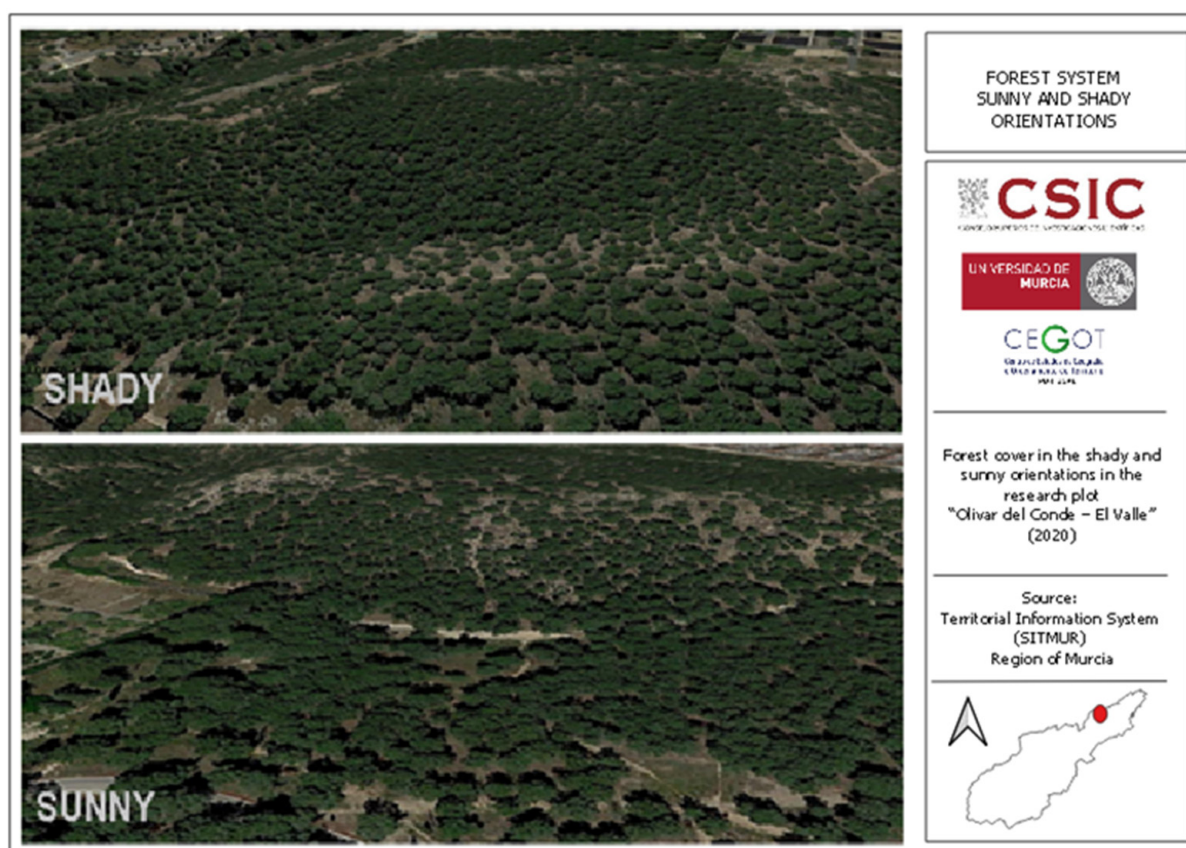 SHADY
SUNNY
FOREST SYSTEM
SUNNY AND SHADY
ORIENTATIONS
CSIC
UNIVERSIDAD DE
MURCIA
CEGOT
Forest cover in the shady and
sunny orientations in the
research plot
"Olivar del Conde – El Valle"
(2020)
Source:
Territorial Information System
(SITMUR)
Region of Murcia